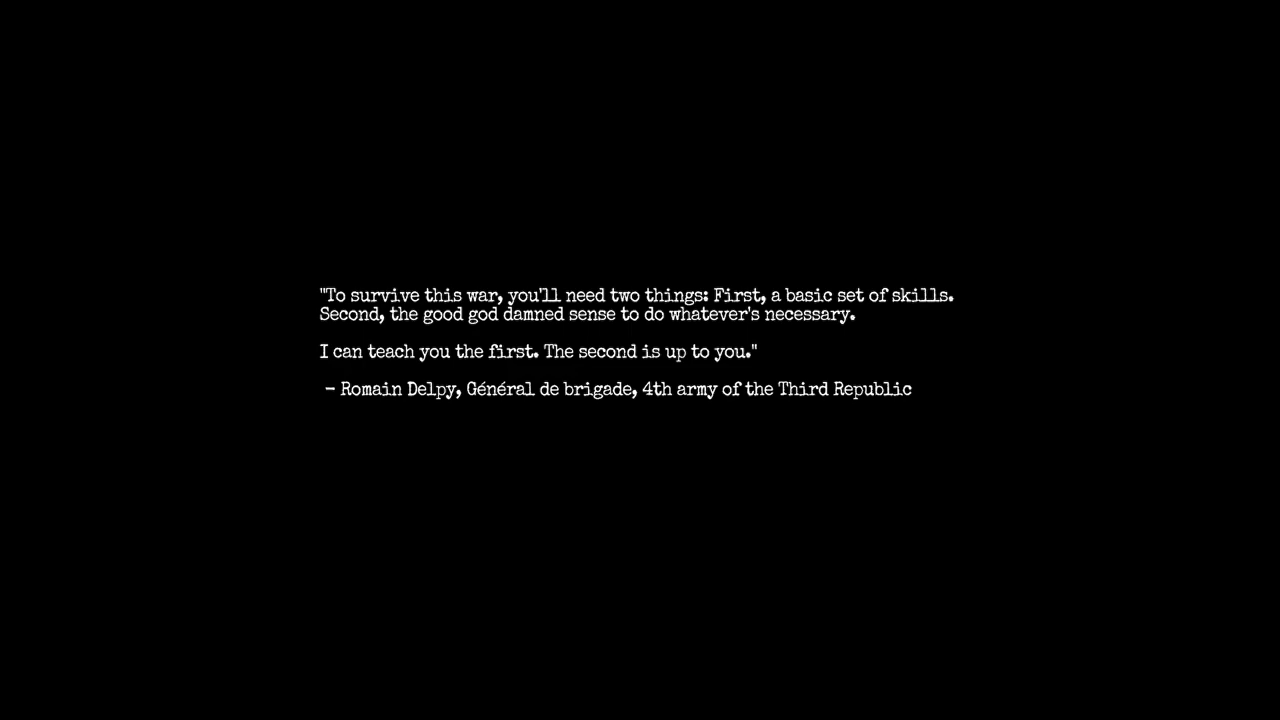 "To survive this war, you'll need two things: First, a basic set of skills.
Second, the good god damned sense to do whatever's necessary.
I can teach you the first. The second is up to you."
– Romain Delpy, Général de brigade, 4th army of the Third Republic